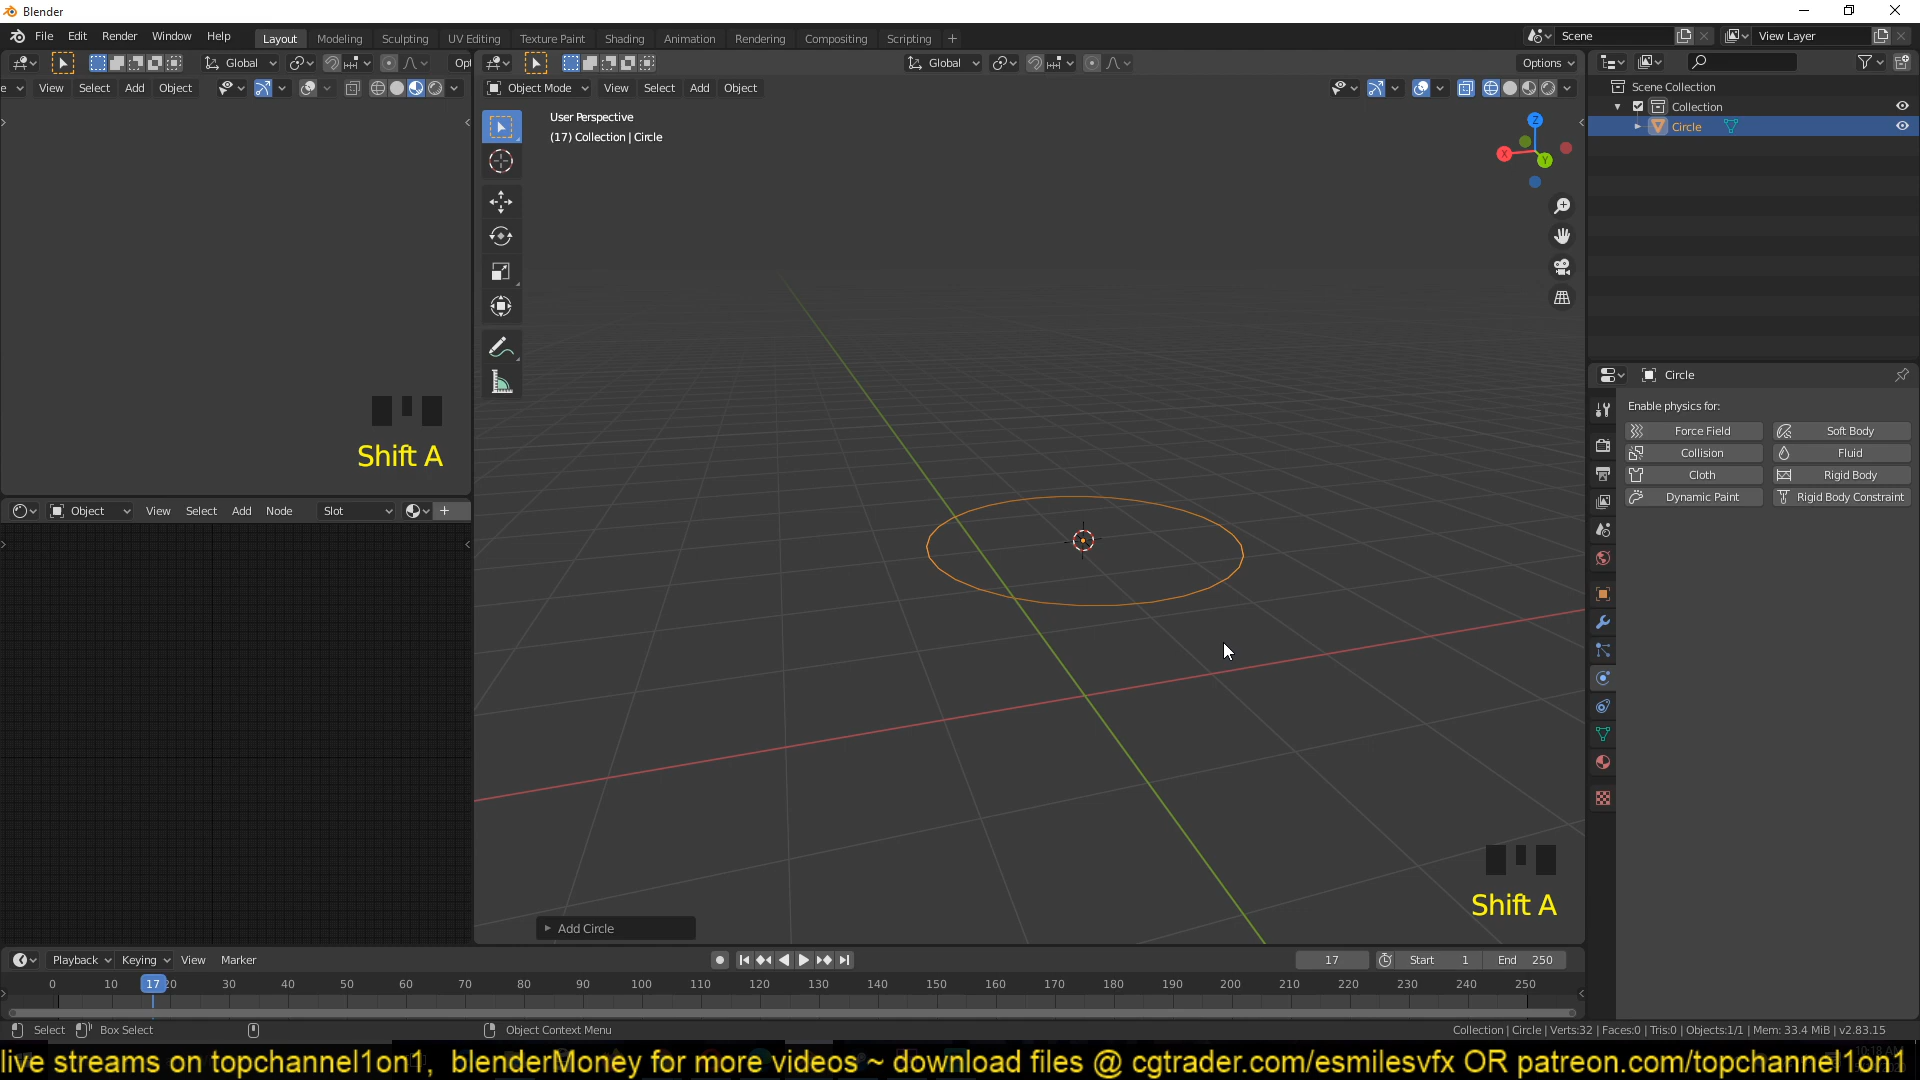 Blender
File Edit Render Window Help Layout Modeling Sculpting UV Editing Texture Paint Shading Animation Rendering Compositing Scripting + Scene View Layer
Global Opt Global Options
e View Select Add Object Object Mode View Select Add Object
User Perspective
(17) Collection | Circle
Z
X
Y
Scene Collection
Collection
Circle
Circle
Enable physics for:
Force Field Soft Body
Collision Fluid
Cloth Rigid Body
Dynamic Paint Rigid Body Constraint
Shift A
Object View Select Add Node Slot
Shift A
Add Circle
Playback Keying View Marker 17 Start 1 End 250
0 10 17 20 30 40 50 60 70 80 90 100 110 120 130 140 150 160 170 180 190 200 210 220 230 240 250
Select Box Select Object Context Menu Collection | Circle | Verts:32 | Faces:0 | Tris:0 | Objects:1/1 | Mem: 33.4 MiB | v2.83.15
live streams on topchannel1on1, blenderMoney for more videos ~ download files @ cgtrader.com/esmilesvfx OR patreon.com/topchannel1on1